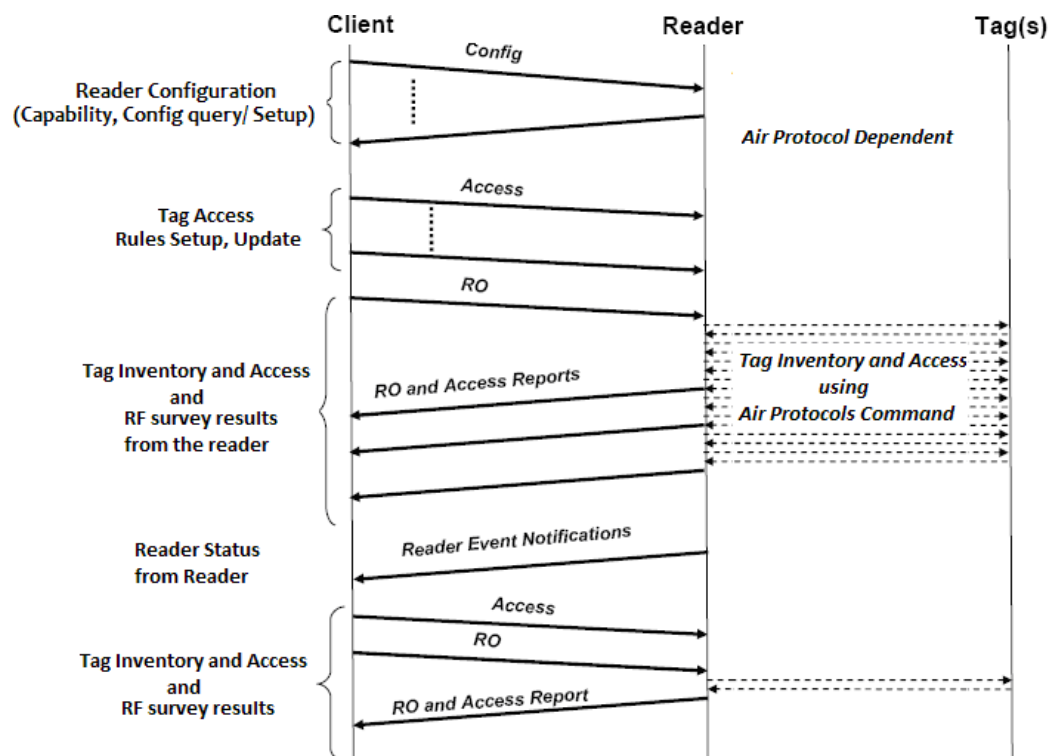 Client
Reader
Tag(s)
Config
Reader Configuration
(Capability, Config query/ Setup)
Air Protocol Dependent
Access
Tag Access
Rules Setup, Update
RO
Tag Inventory and Access
and
RF survey results
from the reader
RO and Access Reports
Tag Inventory and Access
using
Air Protocols Command
Reader Event Notifications
Reader Status
from Reader
Access
RO
Tag Inventory and Access
and
RF survey results
RO and Access Report